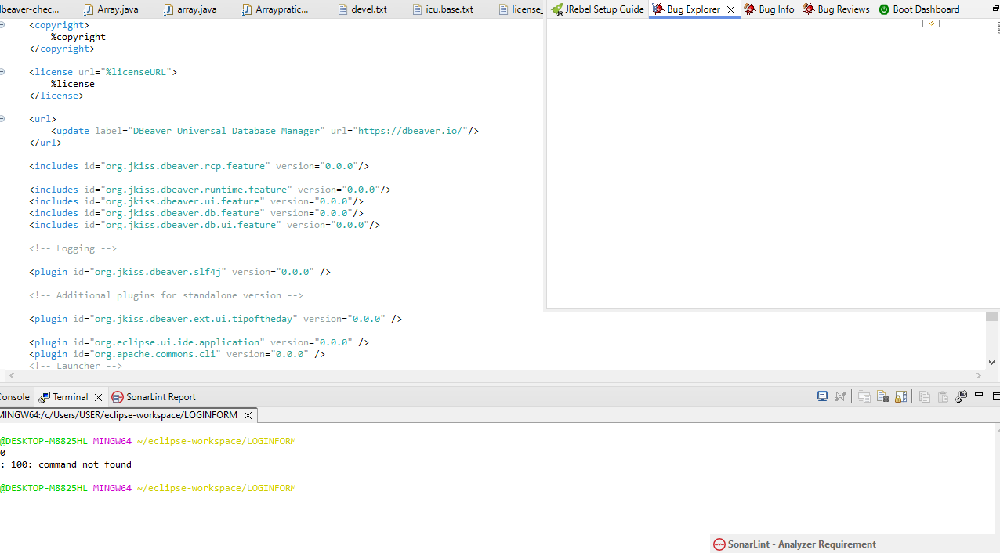 lbeaver-chec...
Array.java
array.java
Arraypratic...
devel.txt
icu.base.txt
license_
JRebel Setup Guide
Bug Explorer
Bug Info
Bug Reviews
Boot Dashboard
<copyright>
%copyright
</copyright>
<license url="%licenseURL">
%license
</license>
<url>
<update label="DBeaver Universal Database Manager" url="https://dbeaver.io/"/>
</url>
<includes id="org.jkiss.dbeaver.rcp.feature" version="0.0.0"/>
<includes id="org.jkiss.dbeaver.runtime.feature" version="0.0.0"/>
<includes id="org.jkiss.dbeaver.ui.feature" version="0.0.0"/>
<includes id="org.jkiss.dbeaver.db.feature" version="0.0.0"/>
<includes id="org.jkiss.dbeaver.db.ui.feature" version="0.0.0"/>
<!-- Logging -->
<plugin id="org.jkiss.dbeaver.slf4j" version="0.0.0" />
<!-- Additional plugins for standalone version -->
<plugin id="org.jkiss.dbeaver.ext.ui.tipoftheday" version="0.0.0" />
<plugin id="org.eclipse.ui.ide.application" version="0.0.0" />
<plugin id="org.apache.commons.cli" version="0.0.0" />
<!-- Launcher -->
Console
Terminal
SonarLint Report
MINGW64:/c/Users/USER/eclipse-workspace/LOGINFORM
@DESKTOP-M8825HL MINGW64 ~/eclipse-workspace/LOGINFORM
0
: 100: command not found
@DESKTOP-M8825HL MINGW64 ~/eclipse-workspace/LOGINFORM
SonarLint - Analyzer Requirement